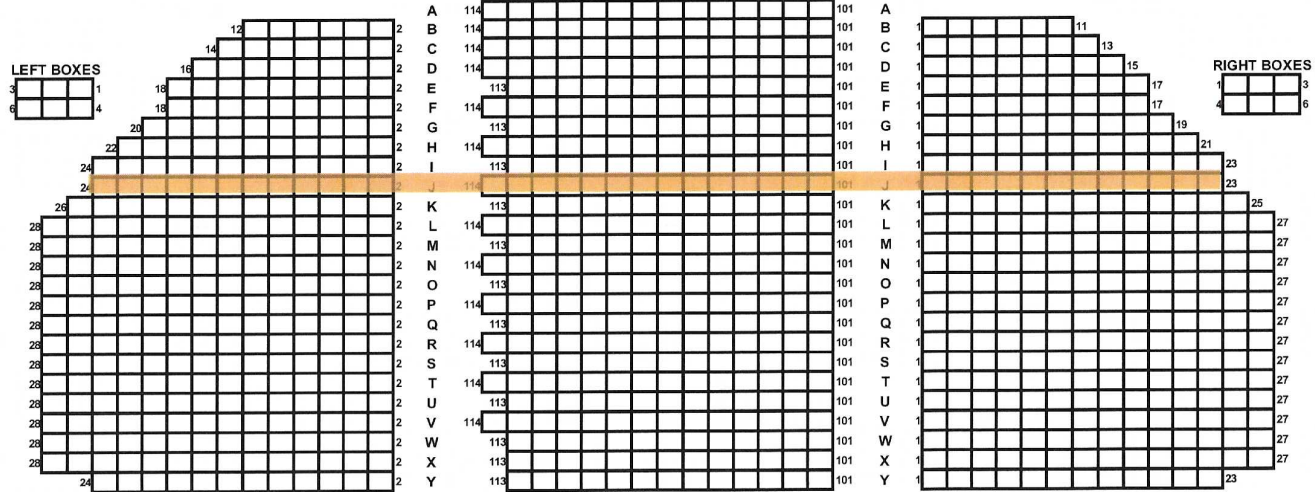 A 114 101 A
12 2 B 114 101 B 1 11
14 2 C 114 101 C 1 13
16 2 D 114 101 D 1 15
LEFT BOXES
RIGHT BOXES
3 1 18 2 E 113 101 E 1 17 1 3
6 4 18 2 F 114 101 F 1 17 4 6
20 2 G 113 101 G 1 19
22 2 H 114 101 H 1 21
24 2 I 113 101 I 1 23
24 2 J 114 101 J 1 23
26 2 K 113 101 K 1 25
28 2 L 114 101 L 1 27
28 2 M 113 101 M 1 27
28 2 N 114 101 N 1 27
28 2 O 113 101 O 1 27
28 2 P 114 101 P 1 27
28 2 Q 113 101 Q 1 27
28 2 R 114 101 R 1 27
28 2 S 113 101 S 1 27
28 2 T 114 101 T 1 27
28 2 U 113 101 U 1 27
28 2 V 114 101 V 1 27
28 2 W 113 101 W 1 27
28 2 X 113 101 X 1 27
24 2 Y 113 101 Y 1 23